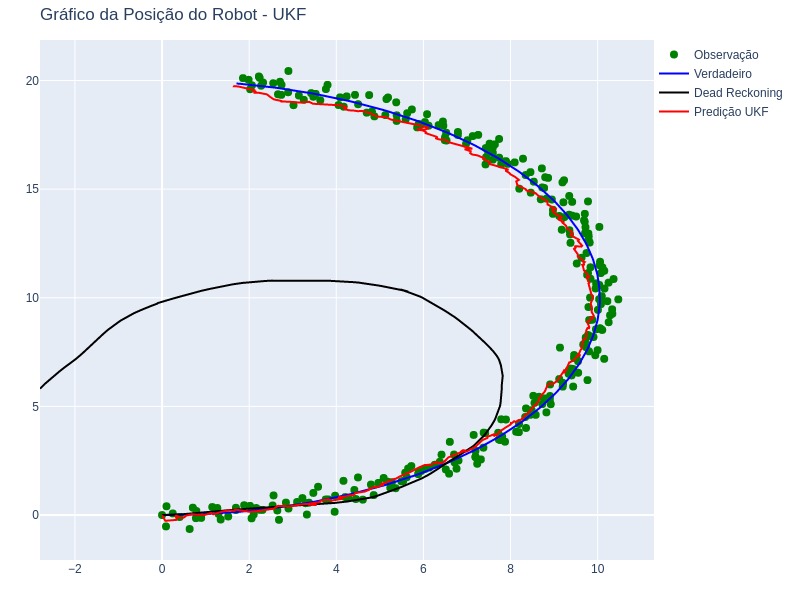 Gráfico da Posição do Robot - UKF
Observação
Verdadeiro
Dead Reckoning
Predição UKF
20
15
10
5
0
−2
0
2
4
6
8
10